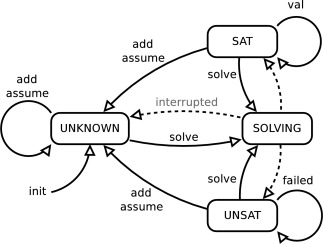 val
SAT
add
assume
solve
add
assume
interrupted
UNKNOWN
SOLVING
solve
init
add
assume
solve
failed
UNSAT